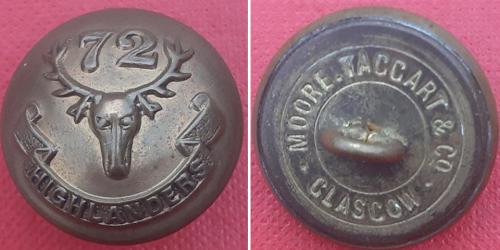 72
HIGHLANDERS
· MOORE. TAGGART & CO. ·
GLASGOW